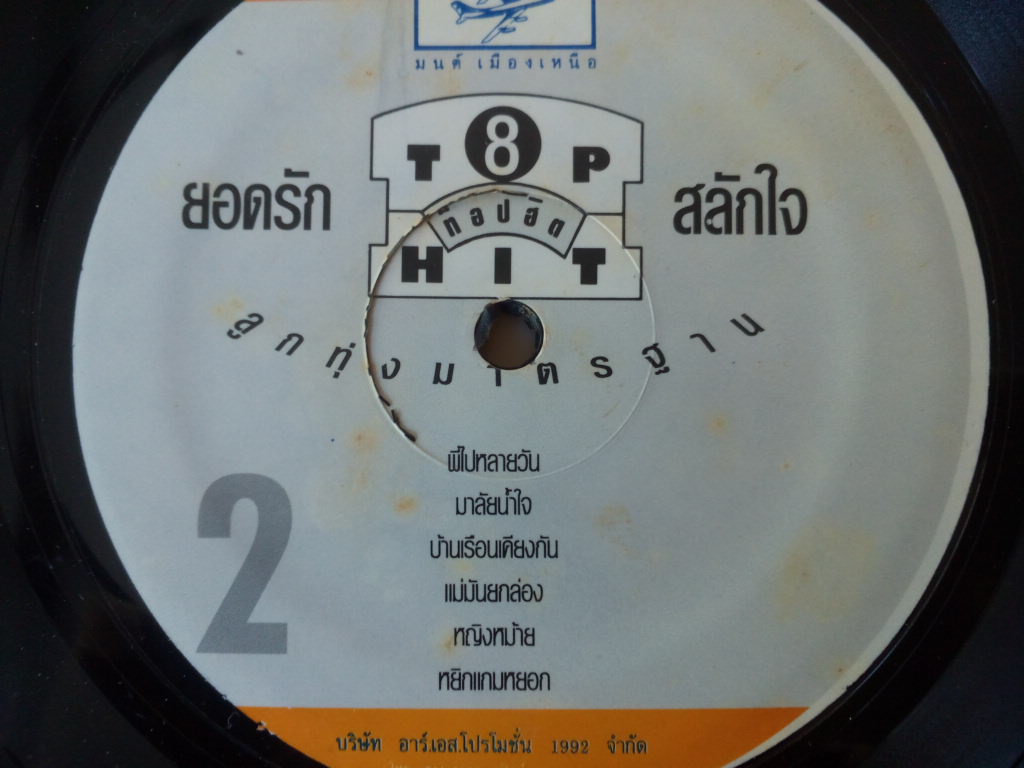 มนต์ เมืองเหนือ
8
TOP
ยอดรัก
สลักใจ
ท็อปฮิต
HIT
ลูกทุ่งมาตรฐาน
พี่ไปหลายวัน
มาลัยน้ำใจ
บ้านเรือนเคียงกัน
แม่มันยกล่อง
หญิงหม้าย
หยิกแกมหยอก
2
บริษัท อาร์.เอส.โปรโมชั่น 1992 จำกัด